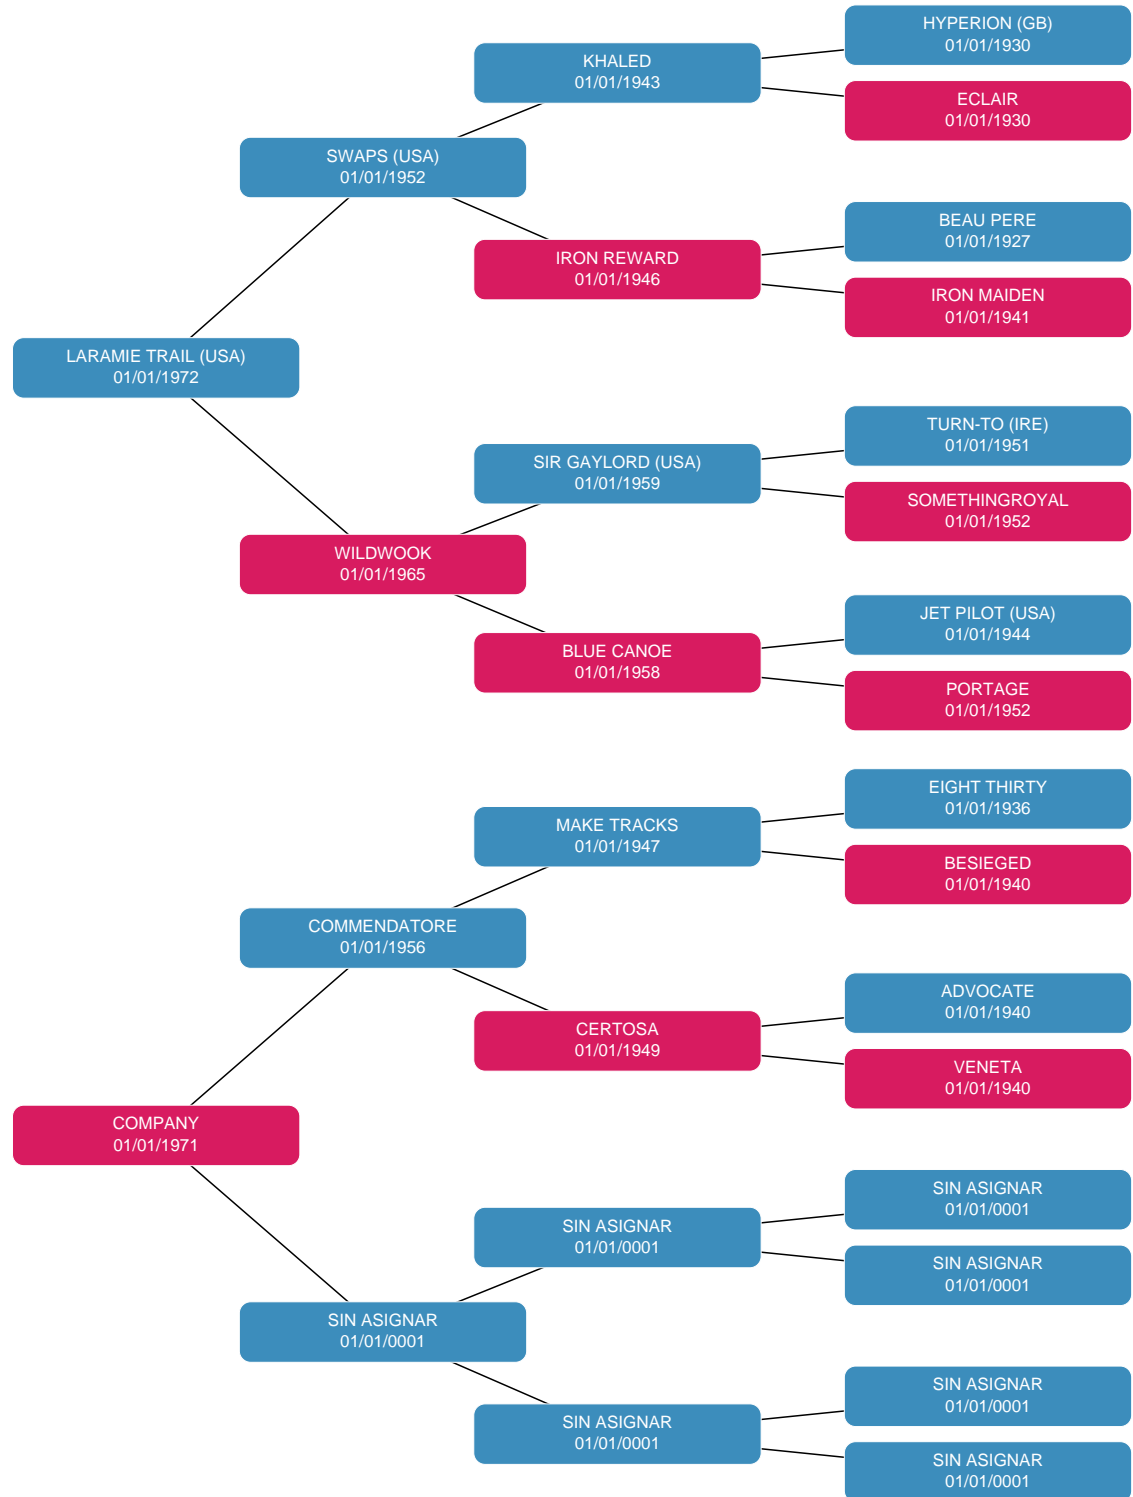 HYPERION (GB)
01/01/1930
KHALED
01/01/1943
ECLAIR
01/01/1930
SWAPS (USA)
01/01/1952
BEAU PERE
01/01/1927
IRON REWARD
01/01/1946
IRON MAIDEN
01/01/1941
LARAMIE TRAIL (USA)
01/01/1972
TURN-TO (IRE)
01/01/1951
SIR GAYLORD (USA)
01/01/1959
SOMETHINGROYAL
01/01/1952
WILDWOOK
01/01/1965
JET PILOT (USA)
01/01/1944
BLUE CANOE
01/01/1958
PORTAGE
01/01/1952
EIGHT THIRTY
01/01/1936
MAKE TRACKS
01/01/1947
BESIEGED
01/01/1940
COMMENDATORE
01/01/1956
ADVOCATE
01/01/1940
CERTOSA
01/01/1949
VENETA
01/01/1940
COMPANY
01/01/1971
SIN ASIGNAR
01/01/0001
SIN ASIGNAR
01/01/0001
SIN ASIGNAR
01/01/0001
SIN ASIGNAR
01/01/0001
SIN ASIGNAR
01/01/0001
SIN ASIGNAR
01/01/0001
SIN ASIGNAR
01/01/0001